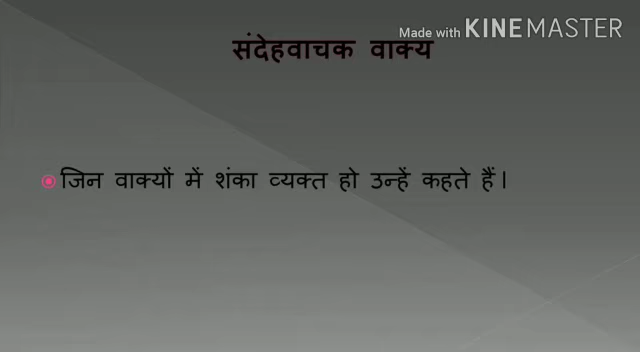 Made with KINEMASTER
संदेहवाचक वाक्य
जिन वाक्यों में शंका व्यक्त हो उन्हें कहते हैं।